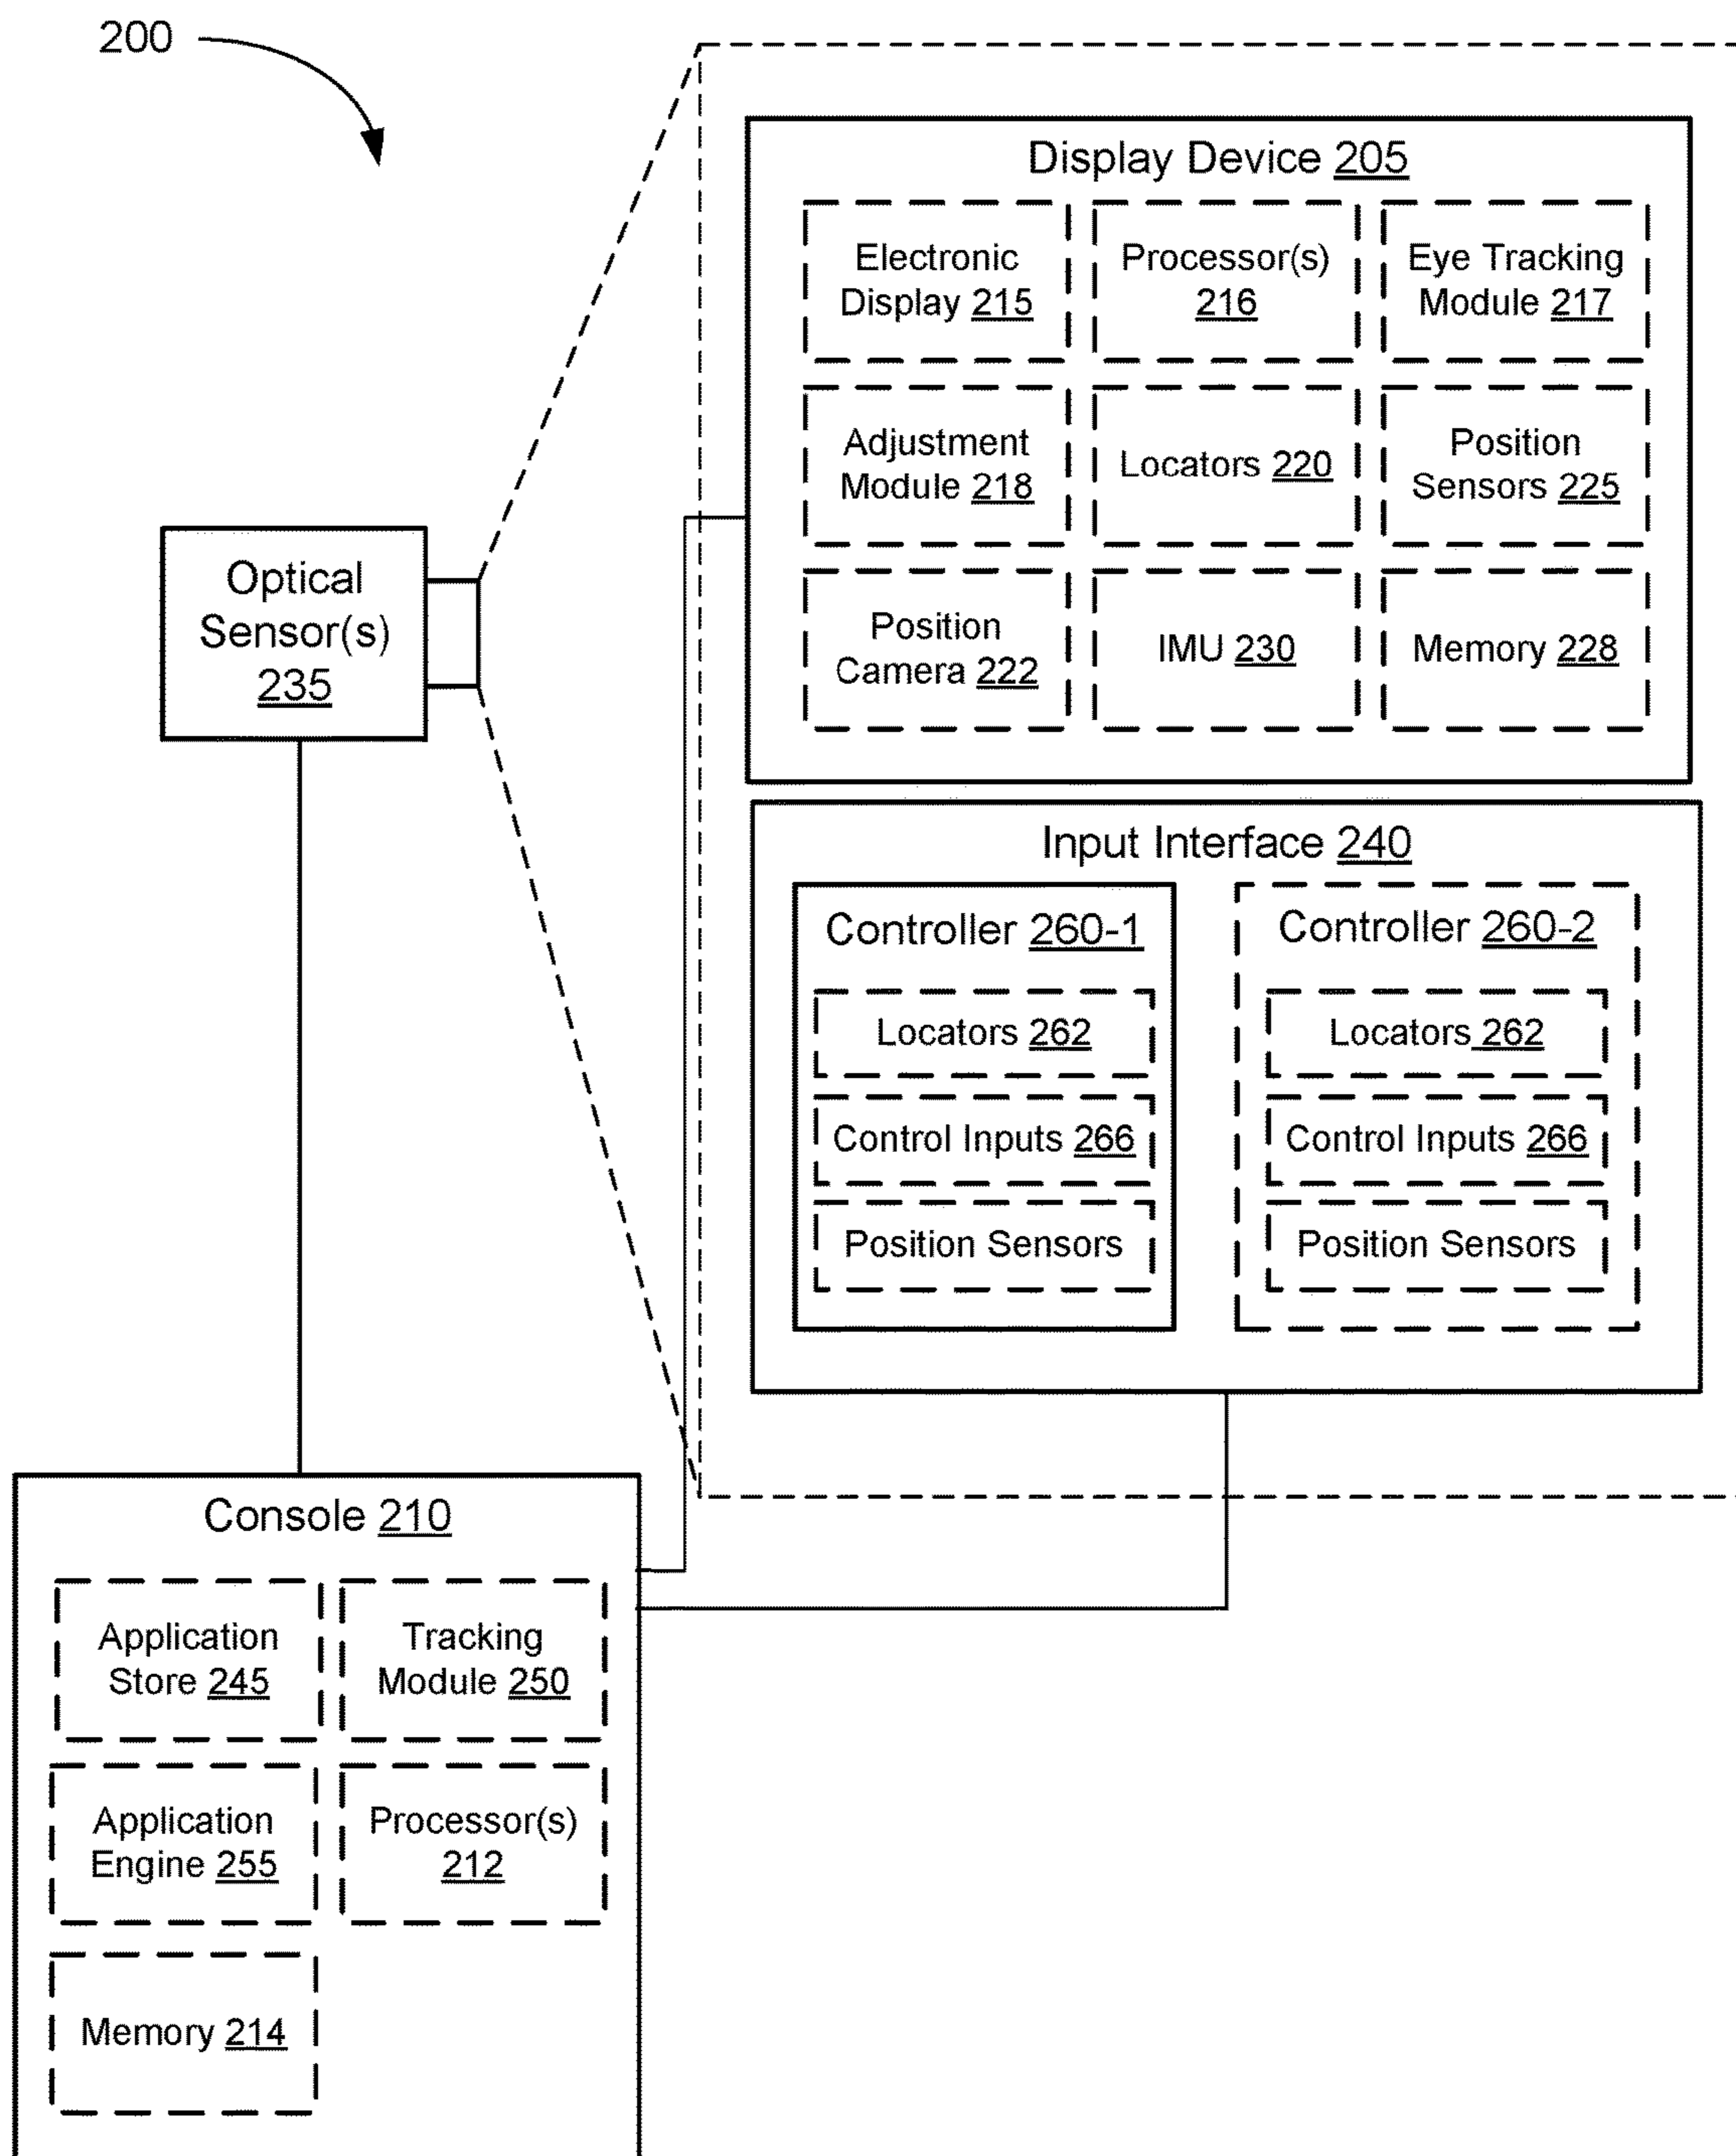 200
Display Device 205
Electronic
Display 215
Processor(s)
216
Eye Tracking
Module 217
Adjustment
Module 218
Locators 220
Position
Sensors 225
Position
Camera 222
IMU 230
Memory 228
Optical
Sensor(s)
235
Input Interface 240
Controller 260-1
Locators 262
Control Inputs 266
Position Sensors
Controller 260-2
Locators 262
Control Inputs 266
Position Sensors
Console 210
Application
Store 245
Tracking
Module 250
Application
Engine 255
Processor(s)
212
Memory 214